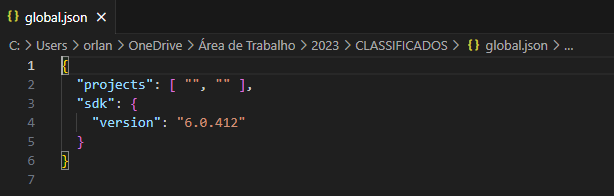 { } global.json ×
C: > Users > orlan > OneDrive > Área de Trabalho > 2023 > CLASSIFICADOS > { } global.json > ...
1 {
2   "projects": [ "", "" ],
3   "sdk": {
4     "version": "6.0.412"
5   }
6 }
7